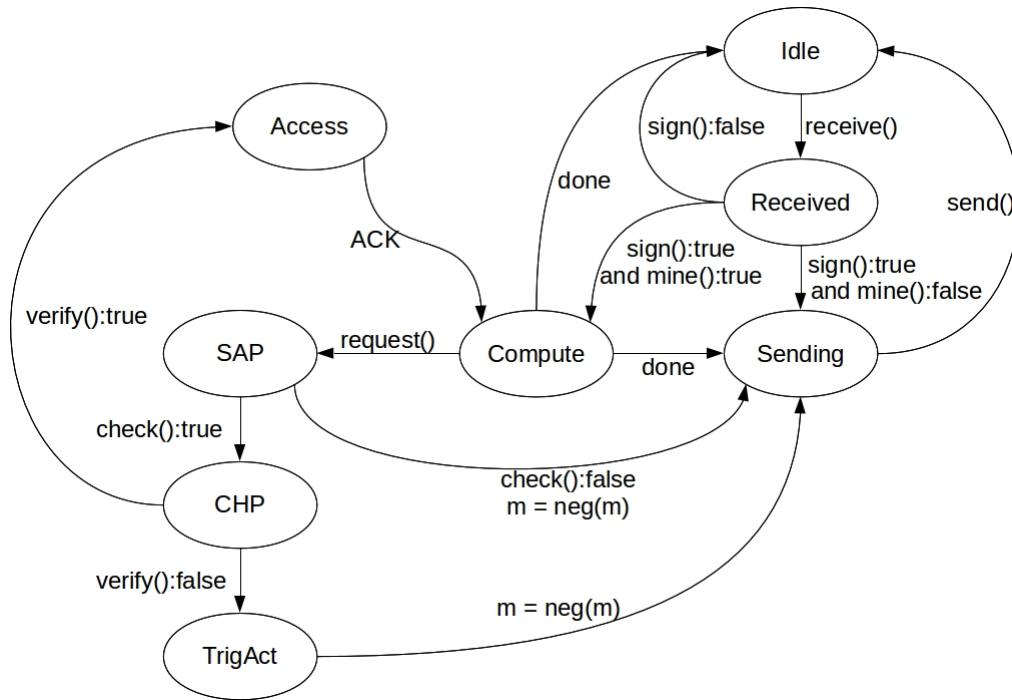 Idle
Access
sign():false
receive()
done
Received
send()
ACK
sign():true
and mine():true
sign():true
and mine():false
verify():true
SAP
request()
Compute
done
Sending
check():true
check():false
m = neg(m)
CHP
verify():false
m = neg(m)
TrigAct